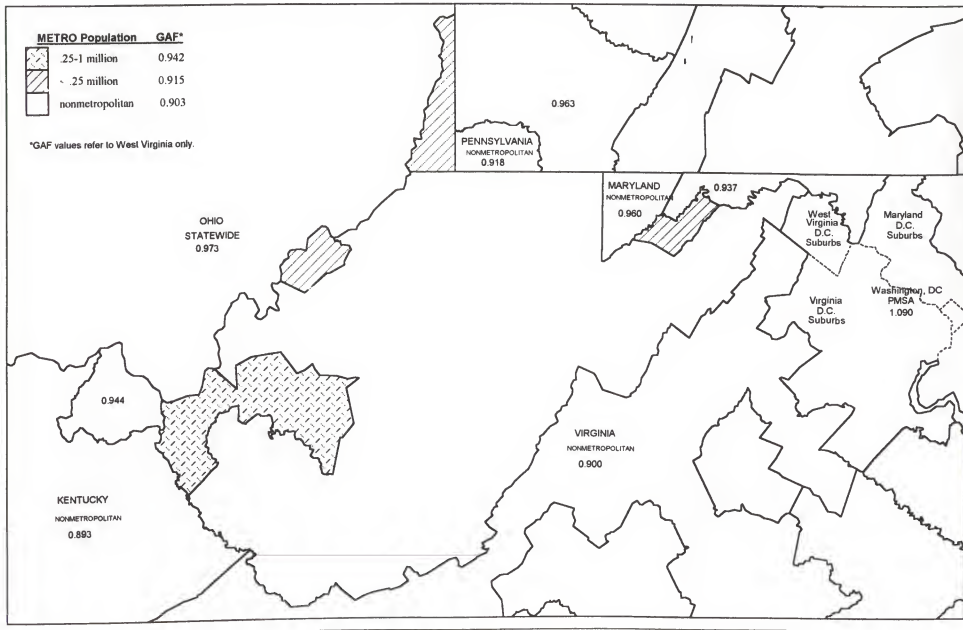 METRO Population GAF*
.25-1 million 0.942
.25 million 0.915
nonmetropolitan 0.903
*GAF values refer to West Virginia only.
0.963
PENNSYLVANIA
NONMETROPOLITAN
0.918
MARYLAND
NONMETROPOLITAN
0.960
0.937
West
Virginia
D.C.
Suburbs
Maryland
D.C.
Suburbs
OHIO
STATEWIDE
0.973
Virginia
D.C.
Suburbs
Washington, DC
PMSA
1.090
0.944
VIRGINIA
NONMETROPOLITAN
0.900
KENTUCKY
NONMETROPOLITAN
0.893